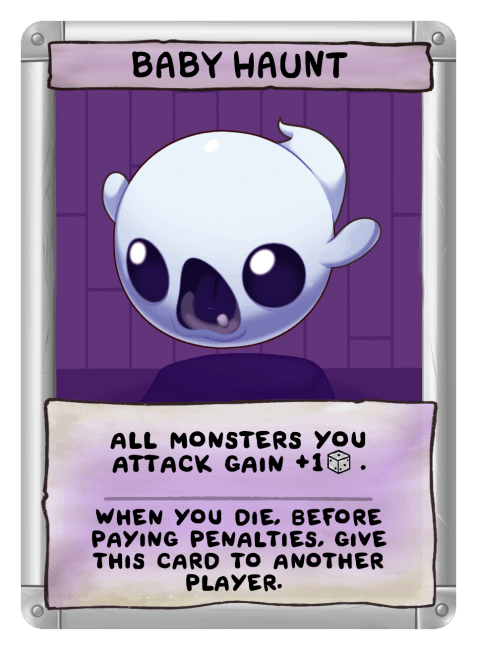 BABY HAUNT
ALL MONSTERS YOU
ATTACK GAIN +1🎲.
WHEN YOU DIE, BEFORE
PAYING PENALTIES, GIVE
THIS CARD TO ANOTHER
PLAYER.